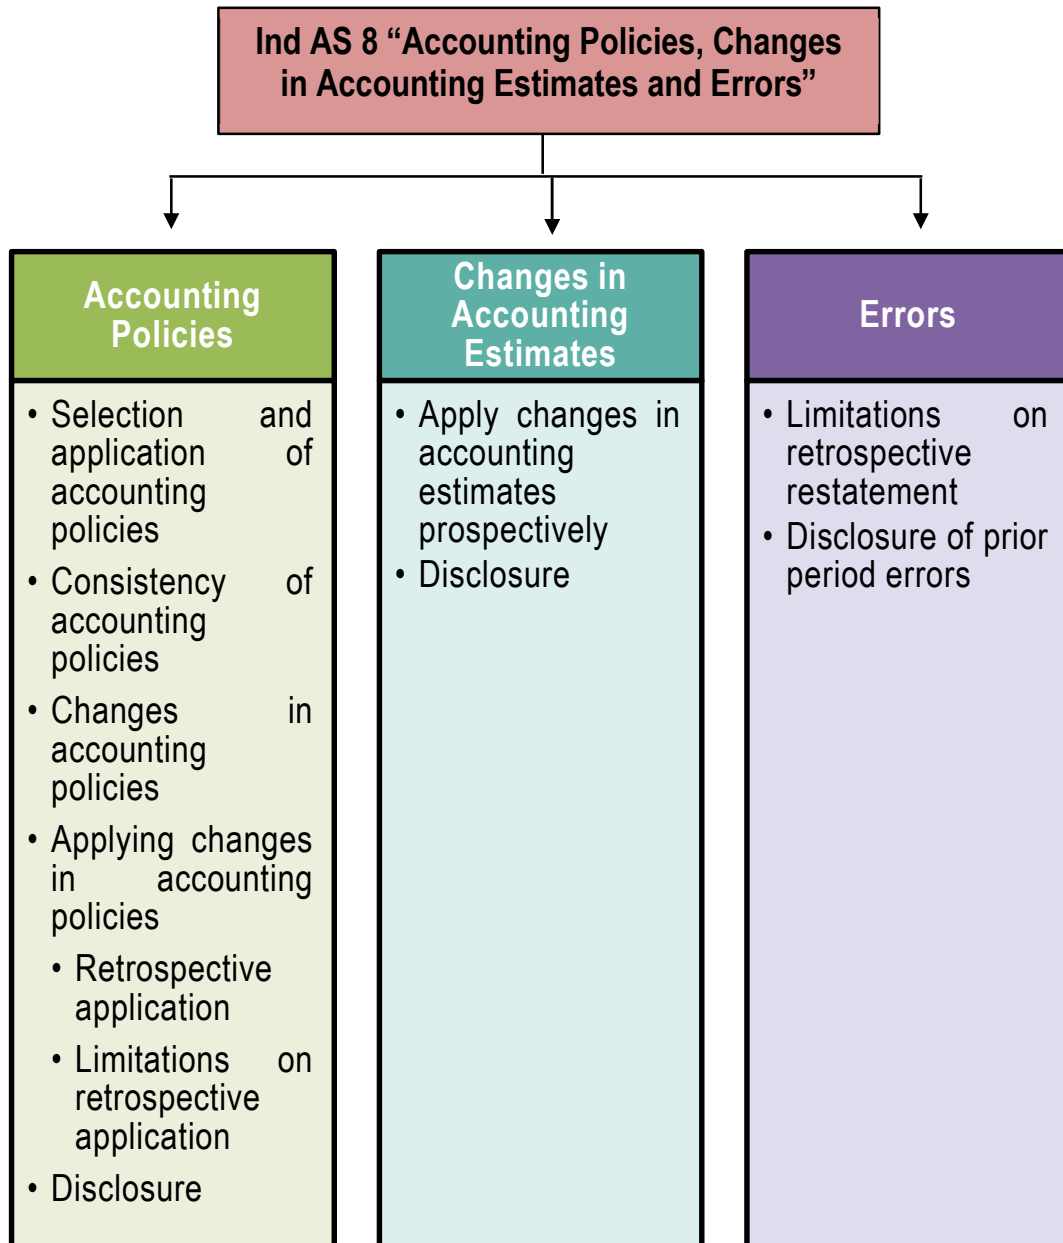 Ind AS 8 “Accounting Policies, Changes
in Accounting Estimates and Errors”
Accounting
Policies
• Selection and
application of
accounting
policies
• Consistency of
accounting
policies
• Changes in
accounting
policies
• Applying changes
in accounting
policies
• Retrospective
application
• Limitations on
retrospective
application
• Disclosure
Changes in
Accounting
Estimates
• Apply changes in
accounting
estimates
prospectively
• Disclosure
Errors
• Limitations on
retrospective
restatement
• Disclosure of prior
period errors